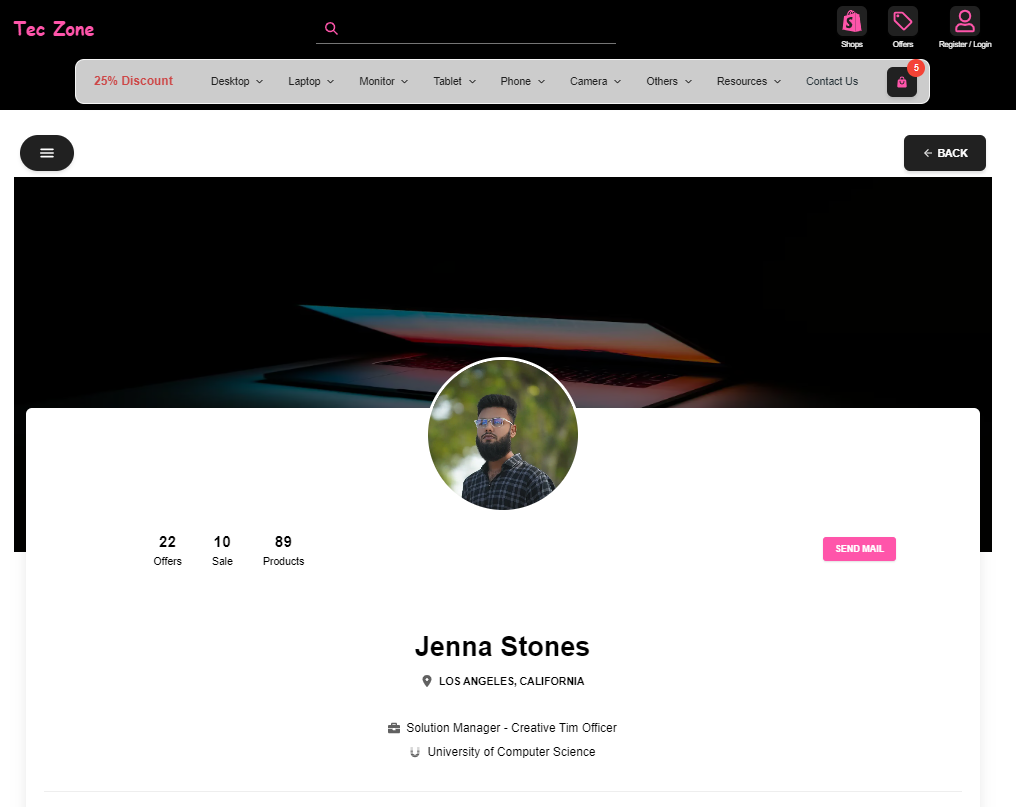 Tec Zone
Shops
Offers
Register / Login
25% Discount
Desktop
Laptop
Monitor
Tablet
Phone
Camera
Others
Resources
Contact Us
5
BACK
22
10
89
Offers
Sale
Products
SEND MAIL
Jenna Stones
LOS ANGELES, CALIFORNIA
Solution Manager - Creative Tim Officer
University of Computer Science